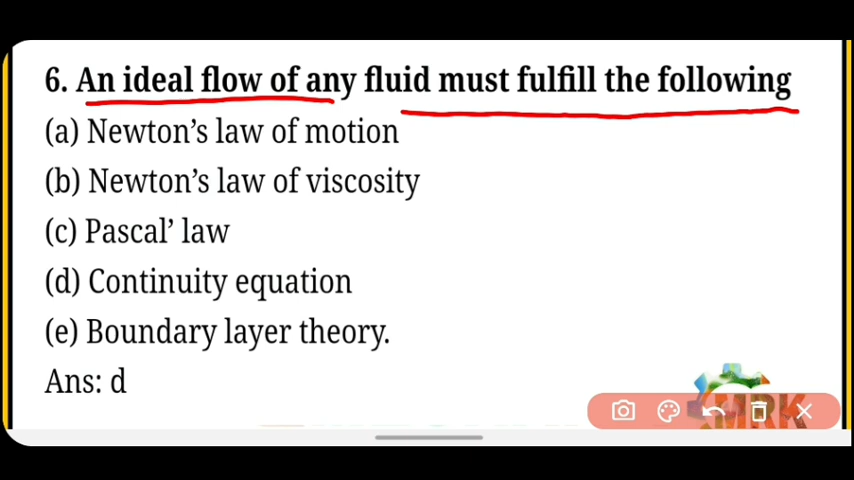 6. An ideal flow of any fluid must fulfill the following
(a) Newton's law of motion
(b) Newton's law of viscosity
(c) Pascal' law
(d) Continuity equation
(e) Boundary layer theory.
Ans: d
MRK